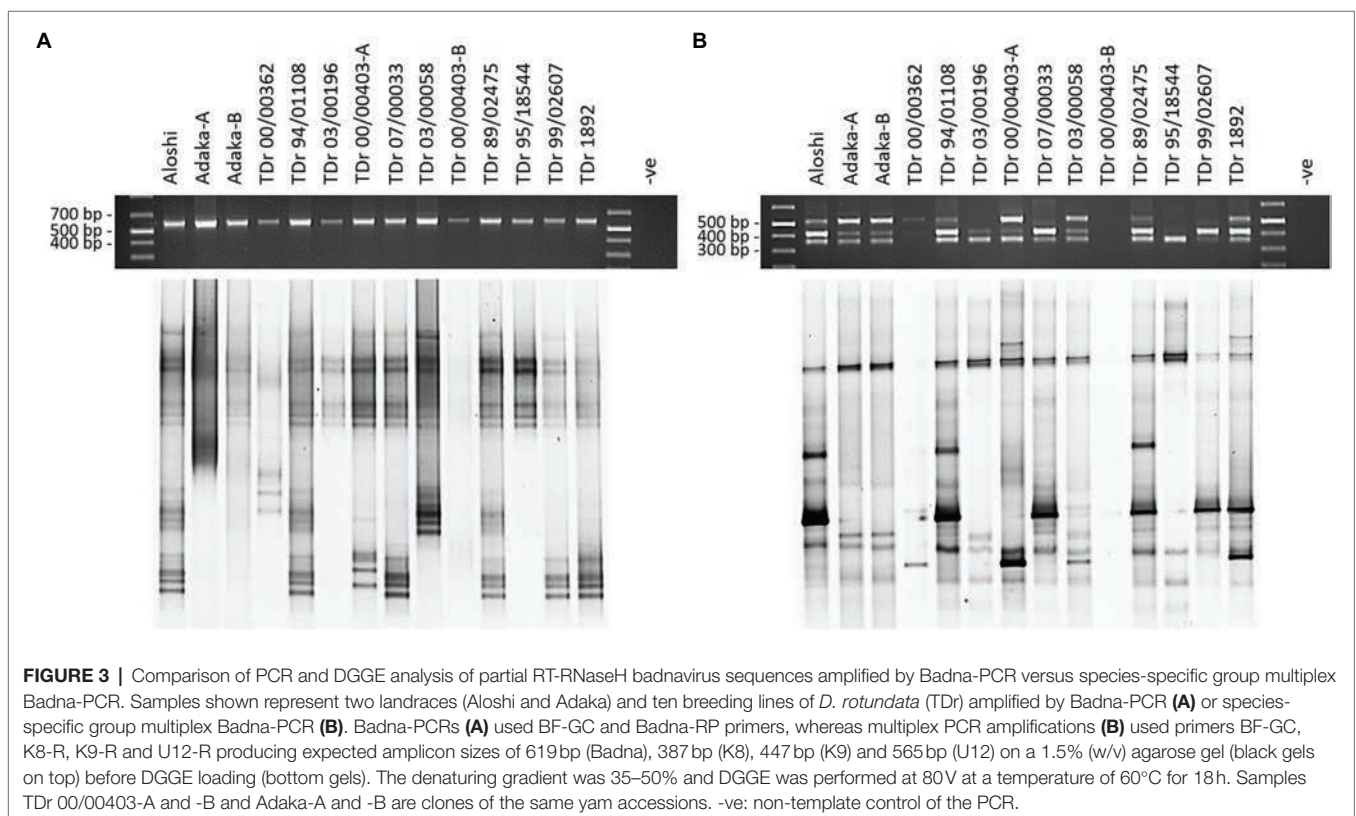 A
Aloshi
Adaka-A
Adaka-B
TDr 00/00362
TDr 94/01108
TDr 03/00196
TDr 00/00403-A
TDr 07/00033
TDr 03/00058
TDr 00/00403-B
TDr 89/02475
TDr 95/18544
TDr 99/02607
TDr 1892
-ve
700 bp -
500 bp -
400 bp -
B
Aloshi
Adaka-A
Adaka-B
TDr 00/00362
TDr 94/01108
TDr 03/00196
TDr 00/00403-A
TDr 07/00033
TDr 03/00058
TDr 00/00403-B
TDr 89/02475
TDr 95/18544
TDr 99/02607
TDr 1892
-ve
500 bp -
400 bp -
300 bp -
FIGURE 3 | Comparison of PCR and DGGE analysis of partial RT-RNaseH badnavirus sequences amplified by Badna-PCR versus species-specific group multiplex
Badna-PCR. Samples shown represent two landraces (Aloshi and Adaka) and ten breeding lines of D. rotundata (TDr) amplified by Badna-PCR (A) or species-
specific group multiplex Badna-PCR (B). Badna-PCRs (A) used BF-GC and Badna-RP primers, whereas multiplex PCR amplifications (B) used primers BF-GC,
K8-R, K9-R and U12-R producing expected amplicon sizes of 619 bp (Badna), 387 bp (K8), 447 bp (K9) and 565 bp (U12) on a 1.5% (w/v) agarose gel (black gels
on top) before DGGE loading (bottom gels). The denaturing gradient was 35–50% and DGGE was performed at 80 V at a temperature of 60°C for 18 h. Samples
TDr 00/00403-A and -B and Adaka-A and -B are clones of the same yam accessions. -ve: non-template control of the PCR.